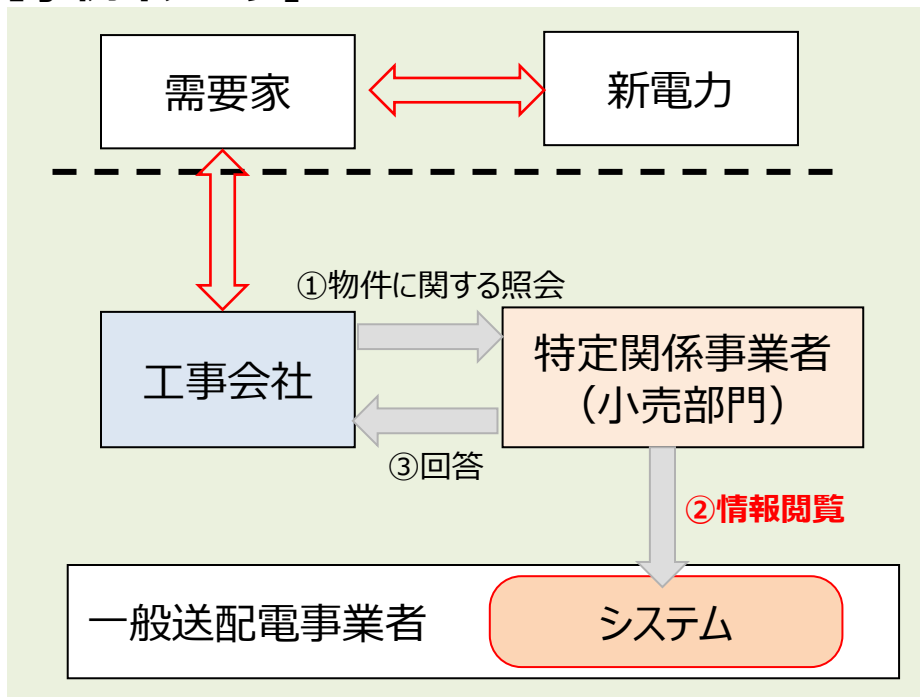 需要家
新電力
①物件に関する照会
工事会社
特定関係事業者
（小売部門）
③回答
②情報閲覧
一般送配電事業者
システム